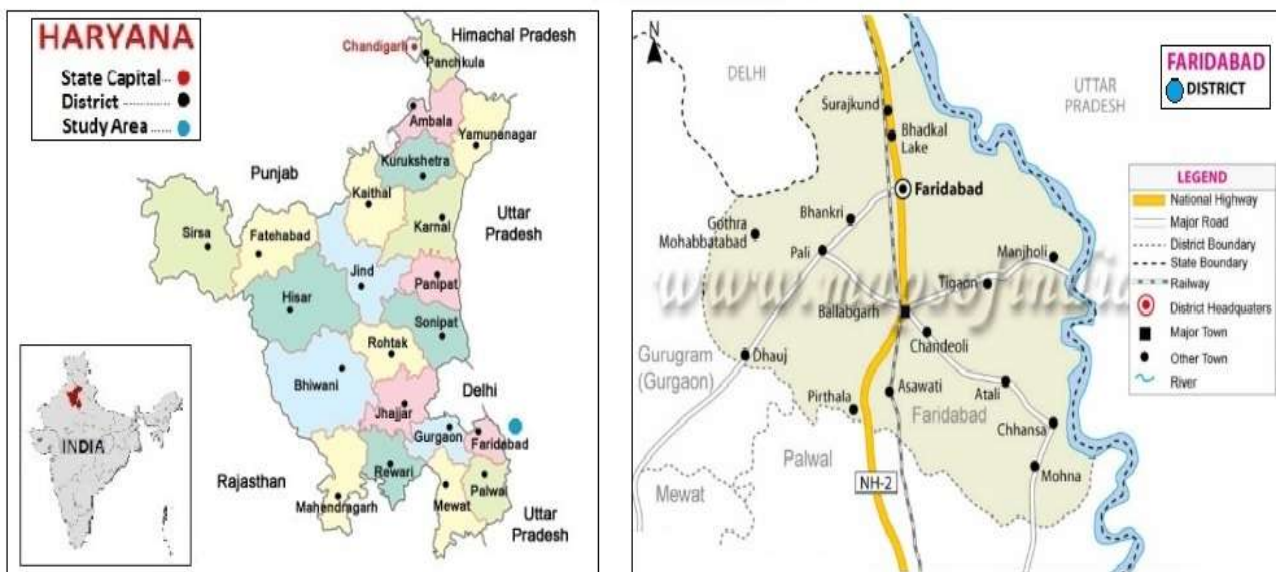 HARYANA
State Capital
District
Study Area
Chandigarh
Himachal Pradesh
Panchkula
Ambala
Yamunanagar
Kurukshetra
Punjab
Kaithal
Karnal
Uttar
Pradesh
Sirsa
Fatehabad
Jind
Panipat
Hisar
Sonipat
Rohtak
Bhiwani
Delhi
Jhajjar
Gurgaon
Faridabad
Rewari
Rajasthan
Palwal
Mewat
Mahendragarh
Uttar
Pradesh
INDIA
N
DELHI
UTTAR
PRADESH
FARIDABAD
DISTRICT
Surajkund
Bhadkal
Lake
Faridabad
Bhankri
Gothra
Mohabbatabad
Pali
Manjholi
Tigaon
www.mapsofindia
Ballabgarh
Chandeoli
Gurugram
(Gurgaon)
Dhauj
Pirthala
Asawati
Atali
Faridabad
Chhansa
Palwal
Mohna
NH-2
Mewat
LEGEND
National Highway
Major Road
District Boundary
State Boundary
Railway
District Headquaters
Major Town
Other Town
River